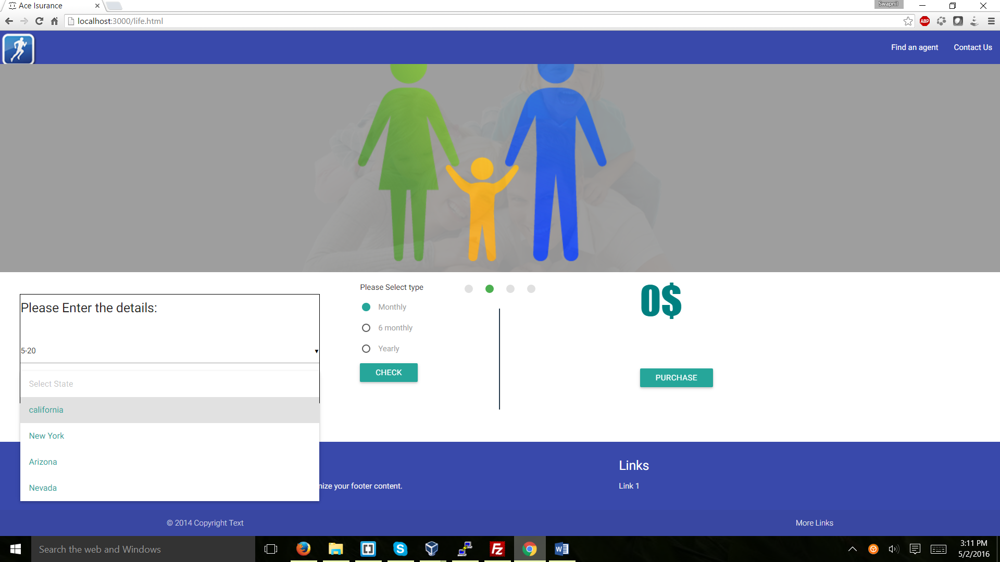 Ace Isurance
Swapnil
localhost:3000/life.html
ABP
Find an agent
Contact Us
Please Enter the details:
5-20
Select State
california
New York
Arizona
Nevada
Please Select type
Monthly
6 monthly
Yearly
CHECK
0$
PURCHASE
nize your footer content.
Links
Link 1
© 2014 Copyright Text
More Links
Search the web and Windows
3:11 PM
5/2/2016